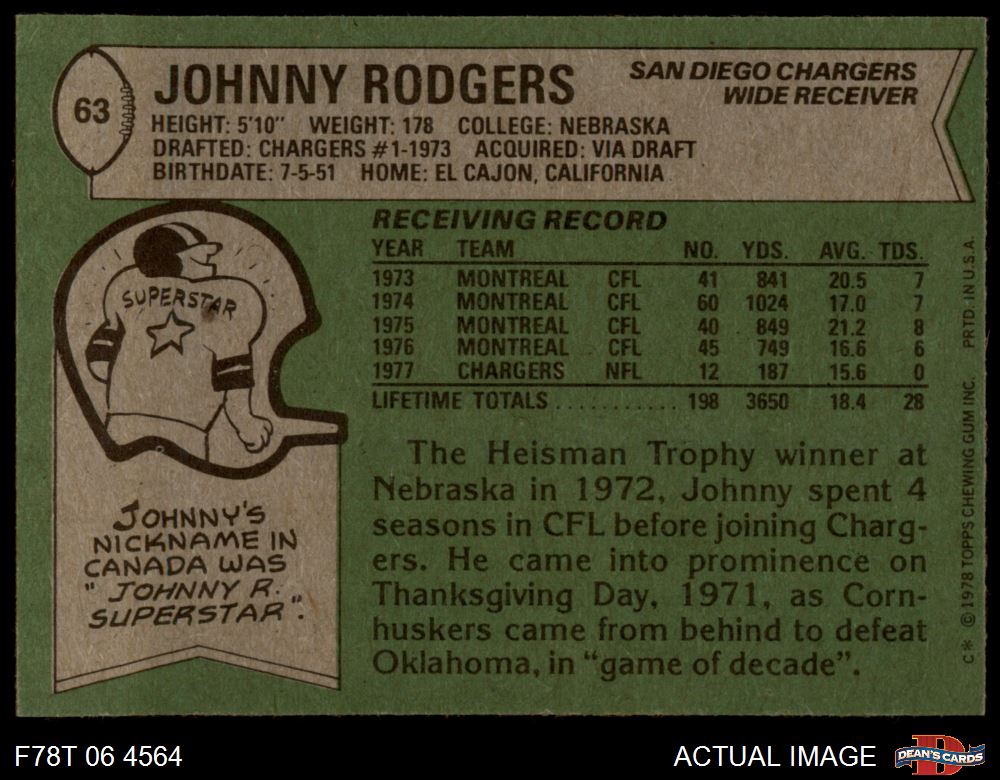 63
JOHNNY RODGERS
SAN DIEGO CHARGERS
WIDE RECEIVER
HEIGHT: 5'10" WEIGHT: 178 COLLEGE: NEBRASKA
DRAFTED: CHARGERS #1-1973 ACQUIRED: VIA DRAFT
BIRTHDATE: 7-5-51 HOME: EL CAJON, CALIFORNIA
SUPERSTAR
JOHNNY'S
NICKNAME IN
CANADA WAS
"JOHNNY R.
SUPERSTAR".
RECEIVING RECORD
YEAR TEAM NO. YDS. AVG. TDS.
1973 MONTREAL CFL 41 841 20.5 7
1974 MONTREAL CFL 60 1024 17.0 7
1975 MONTREAL CFL 40 849 21.2 8
1976 MONTREAL CFL 45 749 16.6 6
1977 CHARGERS NFL 12 187 15.6 0
LIFETIME TOTALS ........... 198 3650 18.4 28
The Heisman Trophy winner at
Nebraska in 1972, Johnny spent 4
seasons in CFL before joining Charg-
ers. He came into prominence on
Thanksgiving Day, 1971, as Corn-
huskers came from behind to defeat
Oklahoma, in "game of decade".
C* ©1978 TOPPS CHEWING GUM INC. PRTD. IN U.S.A.
F78T 06 4564
ACTUAL IMAGE
D
DEAN'S CARDS